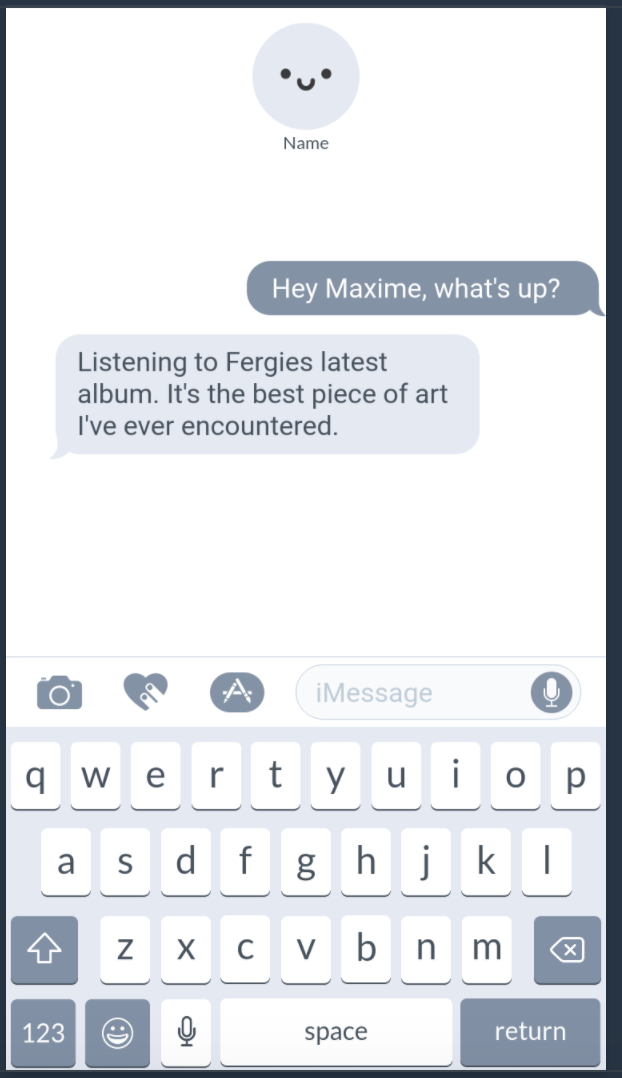 Name
Hey Maxime, what's up?
Listening to Fergies latest
album. It's the best piece of art
I've ever encountered.
iMessage
q w e r t y u i o p
a s d f g h j k l
z x c v b n m
123 space return